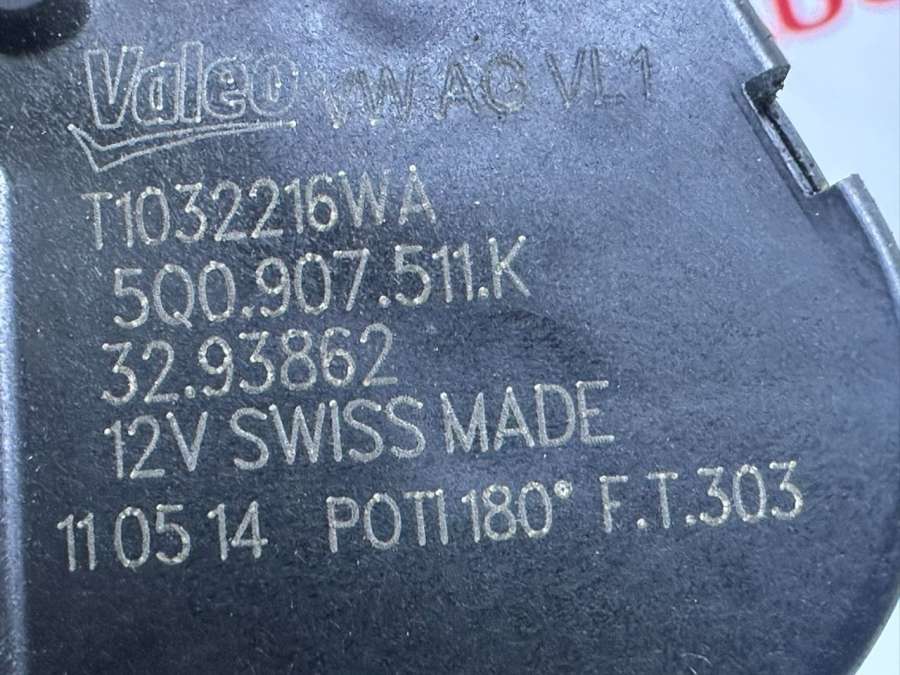 Valeo VW AG VL1
T1032216WA
5Q0.907.511.K
32.93862
12V SWISS MADE
11 05 14 POTI 180° F.T.303